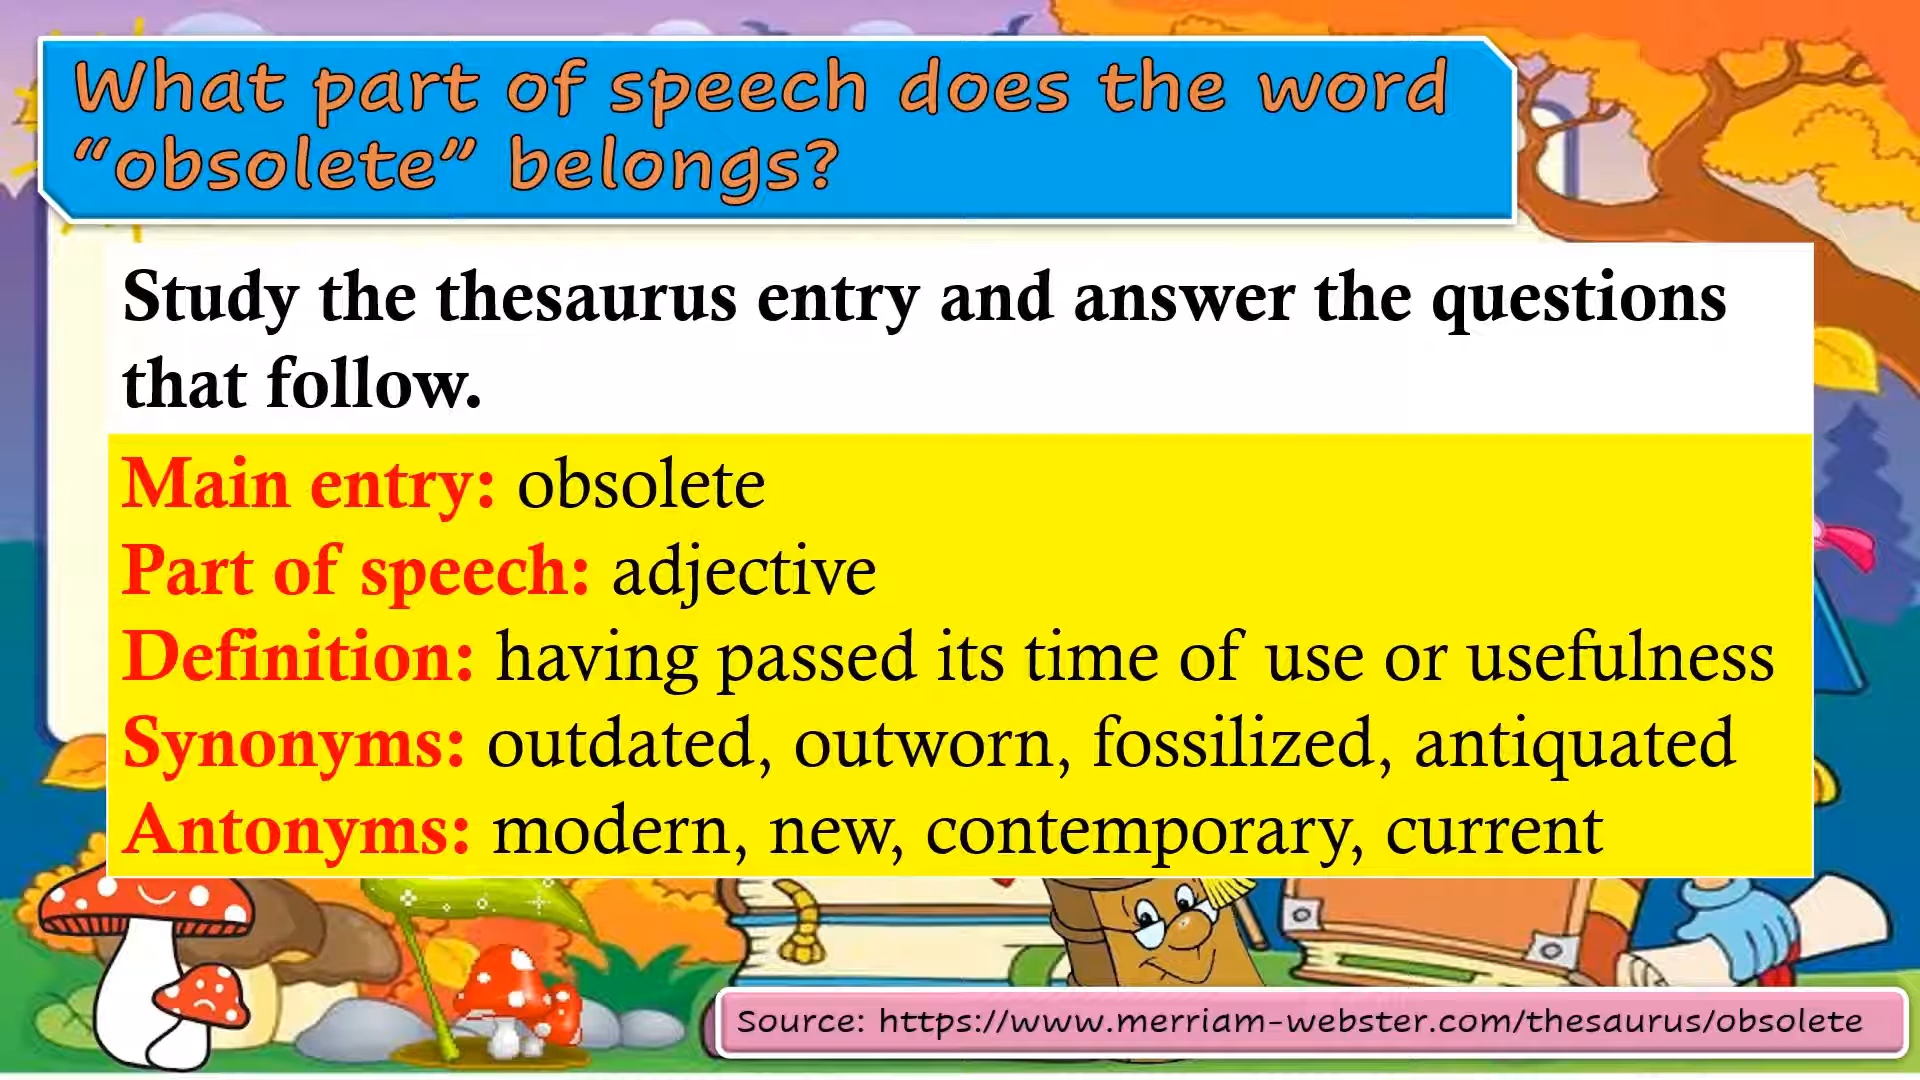 What part of speech does the word
“obsolete” belongs?
Study the thesaurus entry and answer the questions
that follow.
Main entry: obsolete
Part of speech: adjective
Definition: having passed its time of use or usefulness
Synonyms: outdated, outworn, fossilized, antiquated
Antonyms: modern, new, contemporary, current
Source: https://www.merriam-webster.com/thesaurus/obsolete